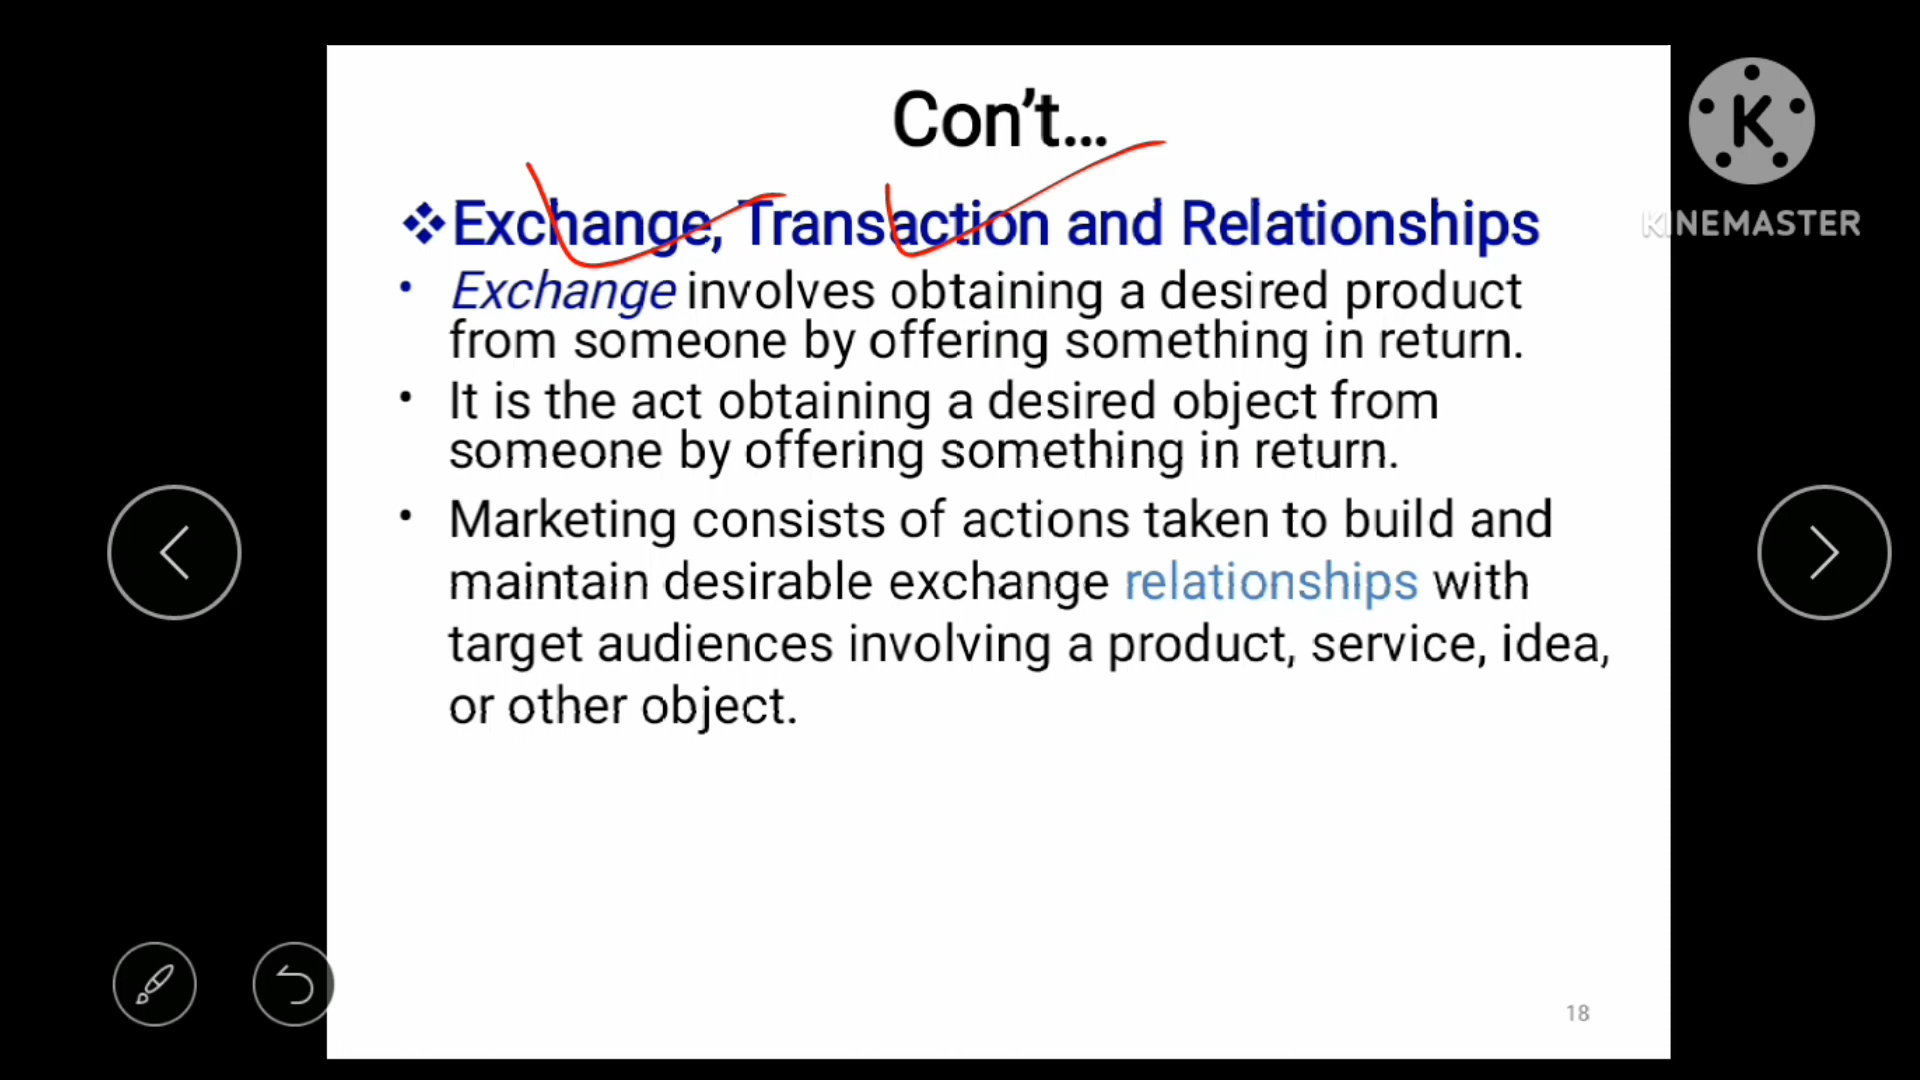 Con't...
❖Exchange, Transaction and Relationships
• Exchange involves obtaining a desired product
from someone by offering something in return.
• It is the act obtaining a desired object from
someone by offering something in return.
• Marketing consists of actions taken to build and
maintain desirable exchange relationships with
target audiences involving a product, service, idea,
or other object.
18
K
KINEMASTER